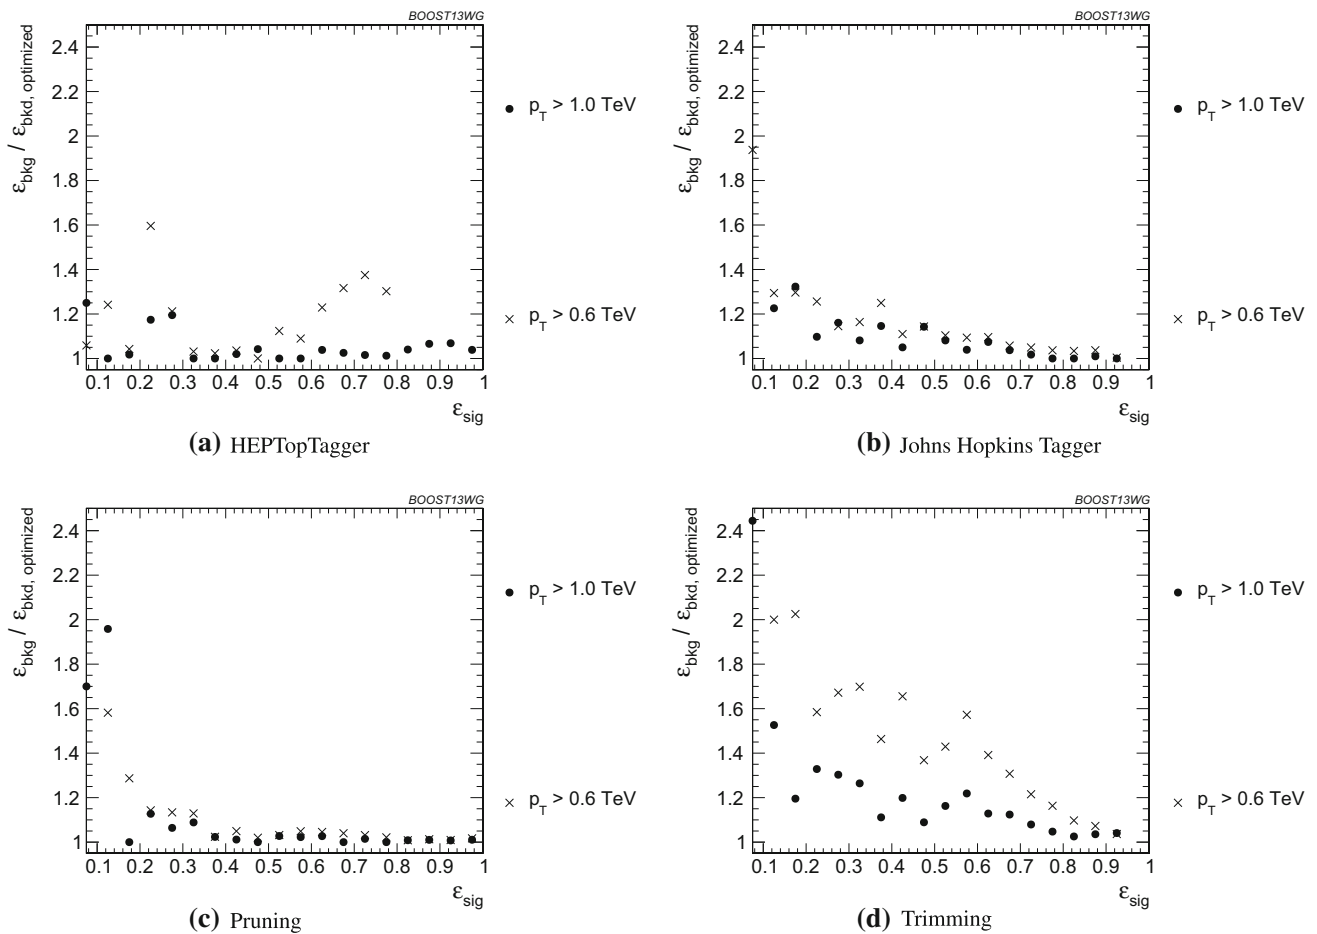 BOOST13WG
ε_bkg / ε_bkd, optimized
2.4
2.2
2
1.8
1.6
1.4
1.2
1
0.1 0.2 0.3 0.4 0.5 0.6 0.7 0.8 0.9 1
ε_sig
p_T > 1.0 TeV
p_T > 0.6 TeV
(a) HEPTopTagger
BOOST13WG
ε_bkg / ε_bkd, optimized
2.4
2.2
2
1.8
1.6
1.4
1.2
1
0.1 0.2 0.3 0.4 0.5 0.6 0.7 0.8 0.9 1
ε_sig
p_T > 1.0 TeV
p_T > 0.6 TeV
(b) Johns Hopkins Tagger
BOOST13WG
ε_bkg / ε_bkd, optimized
2.4
2.2
2
1.8
1.6
1.4
1.2
1
0.1 0.2 0.3 0.4 0.5 0.6 0.7 0.8 0.9 1
ε_sig
p_T > 1.0 TeV
p_T > 0.6 TeV
(c) Pruning
BOOST13WG
ε_bkg / ε_bkd, optimized
2.4
2.2
2
1.8
1.6
1.4
1.2
1
0.1 0.2 0.3 0.4 0.5 0.6 0.7 0.8 0.9 1
ε_sig
p_T > 1.0 TeV
p_T > 0.6 TeV
(d) Trimming